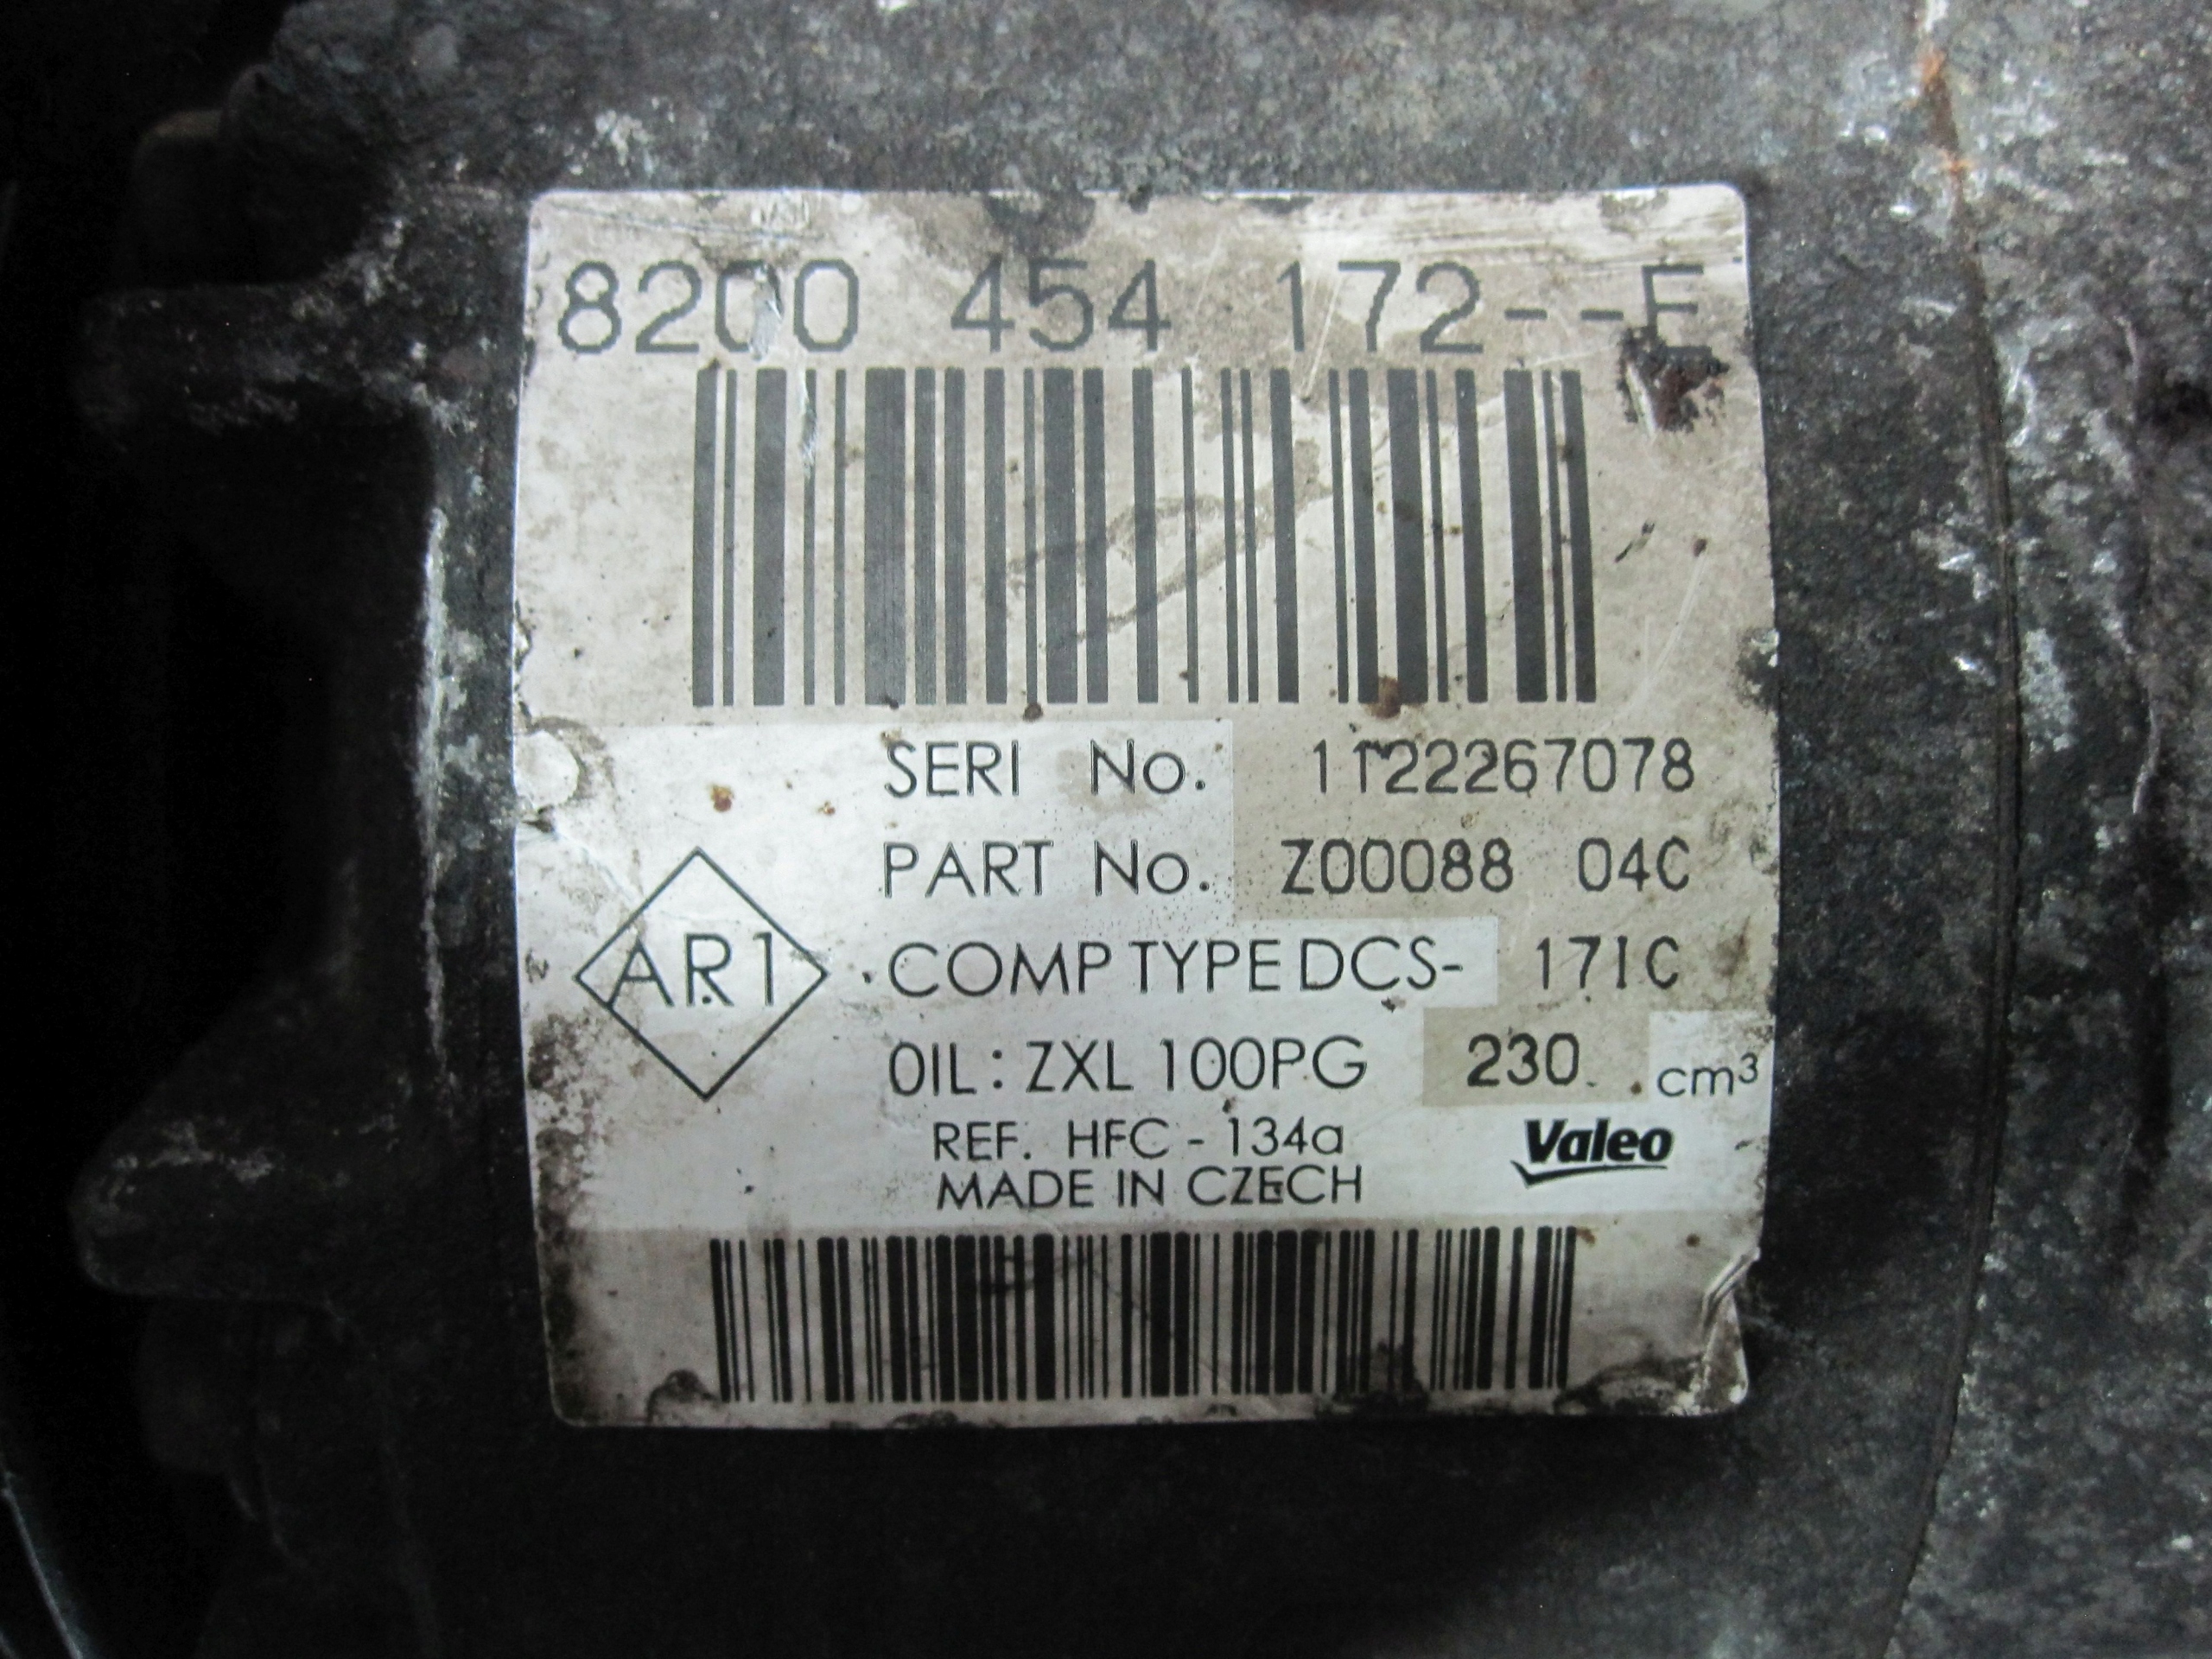 8200 454 172--E
SERI No. 1122267078
PART No. Z00088 04C
AR1
COMP TYPE DCS- 17IC
OIL: ZXL 100PG 230 cm³
REF. HFC - 134a
Valeo
MADE IN CZECH